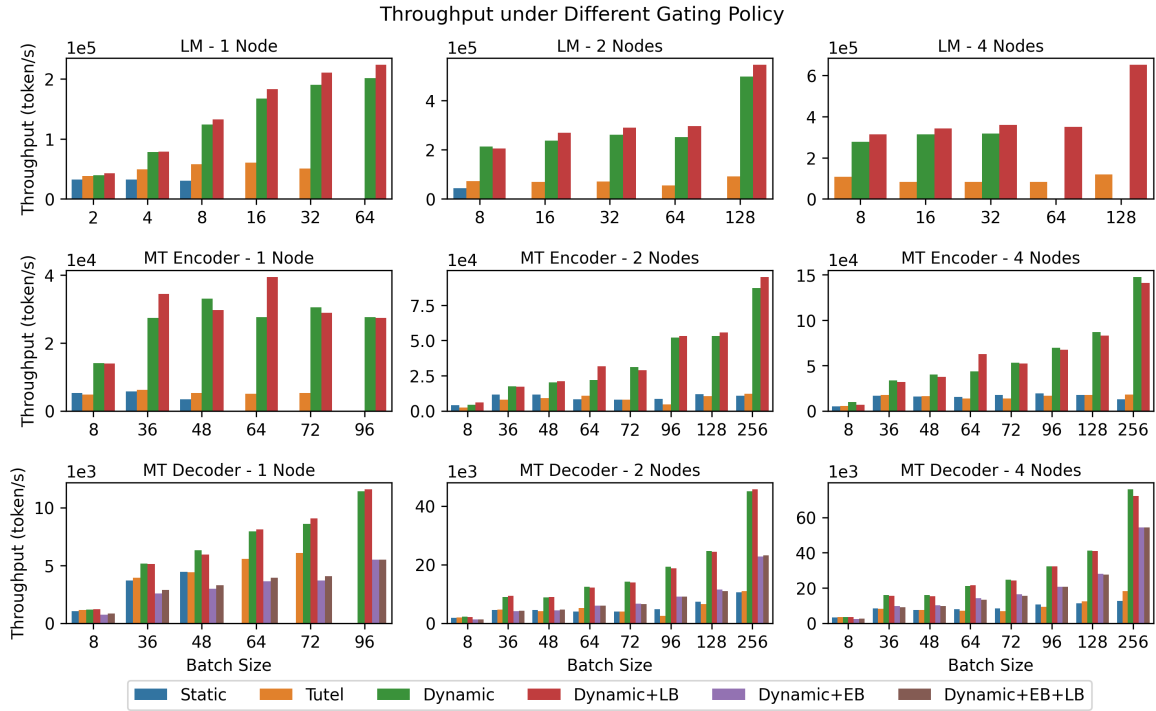 Throughput under Different Gating Policy
LM - 1 Node
LM - 2 Nodes
LM - 4 Nodes
1e5
1e5
1e5
Throughput (token/s)
2
1
0
2 4 8 16 32 64
4
2
0
8 16 32 64 128
6
4
2
0
8 16 32 64 128
MT Encoder - 1 Node
MT Encoder - 2 Nodes
MT Encoder - 4 Nodes
1e4
1e4
1e4
Throughput (token/s)
4
2
0
8 36 48 64 72 96
7.5
5.0
2.5
0.0
8 36 48 64 72 96 128 256
15
10
5
0
8 36 48 64 72 96 128 256
MT Decoder - 1 Node
MT Decoder - 2 Nodes
MT Decoder - 4 Nodes
1e3
1e3
1e3
Throughput (token/s)
10
5
0
8 36 48 64 72 96
Batch Size
40
20
0
8 36 48 64 72 96 128 256
Batch Size
60
40
20
0
8 36 48 64 72 96 128 256
Batch Size
Static Tutel Dynamic Dynamic+LB Dynamic+EB Dynamic+EB+LB